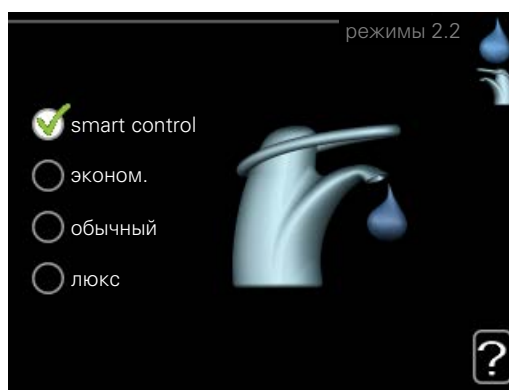 режимы 2.2
smart control
эконом.
обычный
люкс
?